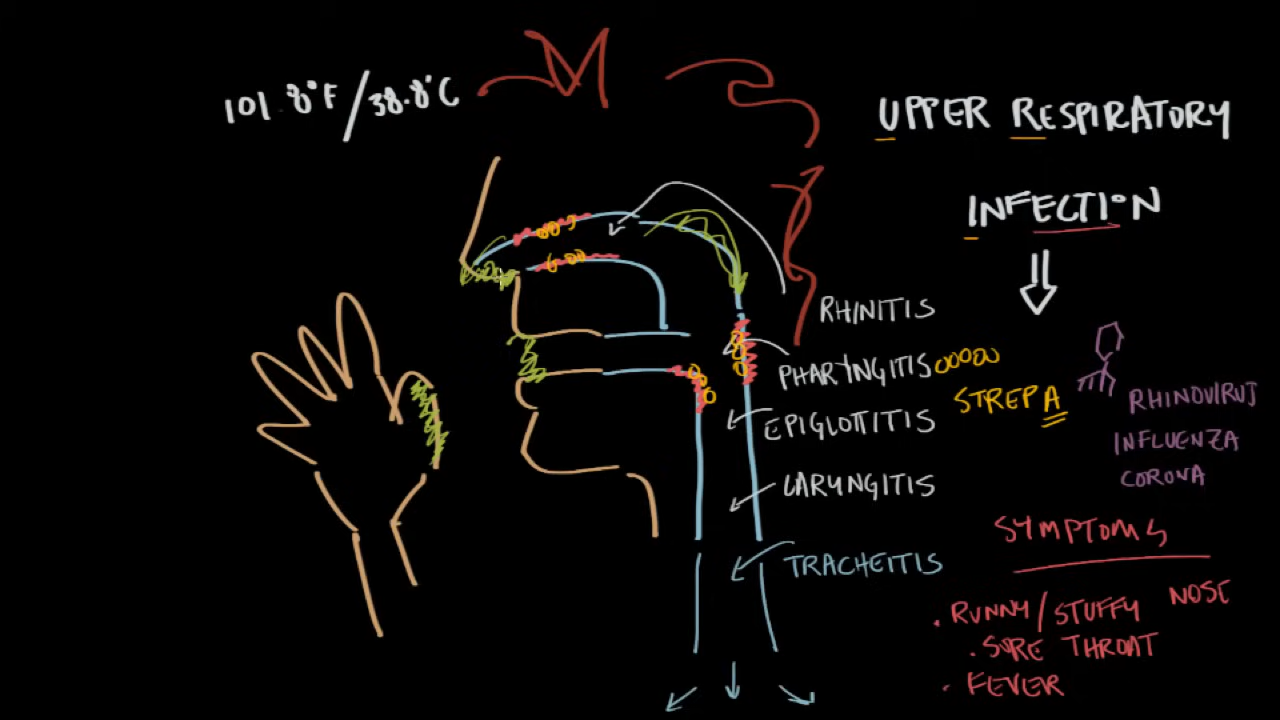 101.8°F/38.8°C
UPPER RESPIRATORY
INFECTION
RHINITIS
PHARYNGITIS
STREP A
EPIGLOTTITIS
LARYNGITIS
TRACHEITIS
RHINOVIRUS
INFLUENZA
CORONA
SYMPTOMS
. RUNNY/STUFFY NOSE
. SORE THROAT
. FEVER